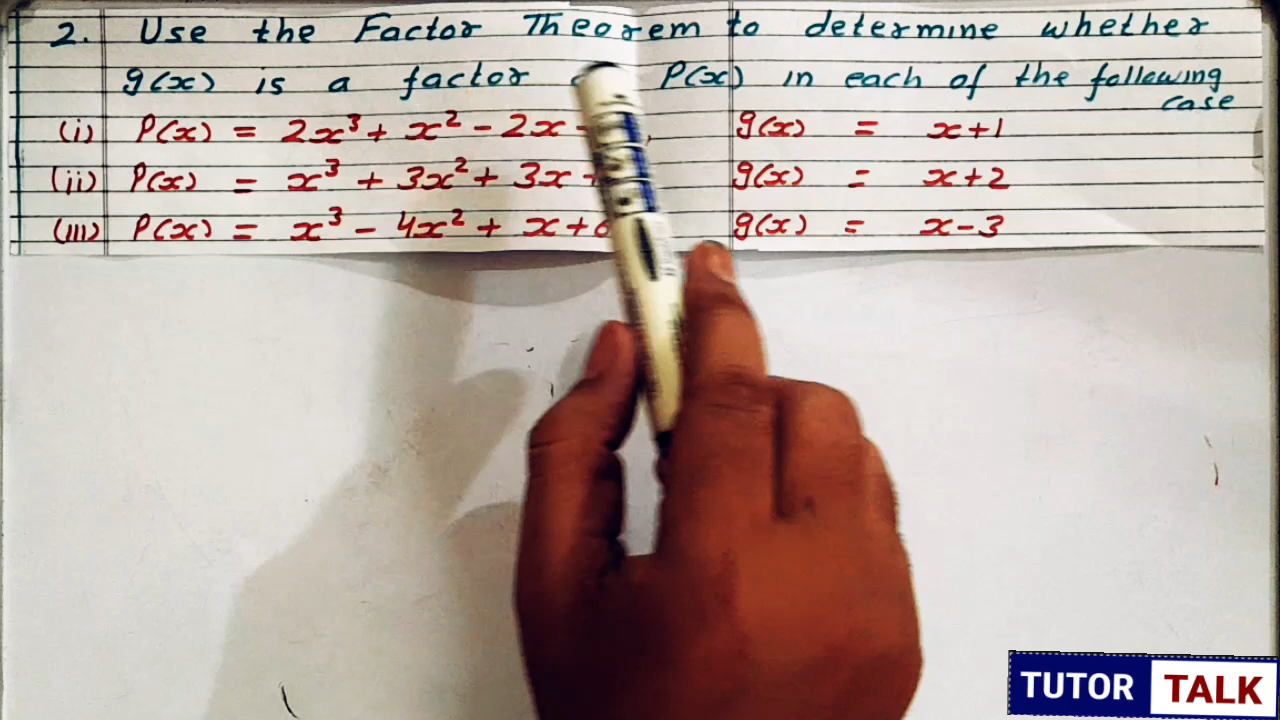 2. Use the Factor Theorem to determine whether
g(x) is a factor P(x) in each of the following
case
(i) P(x) = 2x³ + x² - 2x - , g(x) = x+1
(ii) P(x) = x³ + 3x² + 3x + g(x) = x+2
(iii) P(x) = x³ - 4x² + x + g(x) = x-3
TUTOR TALK